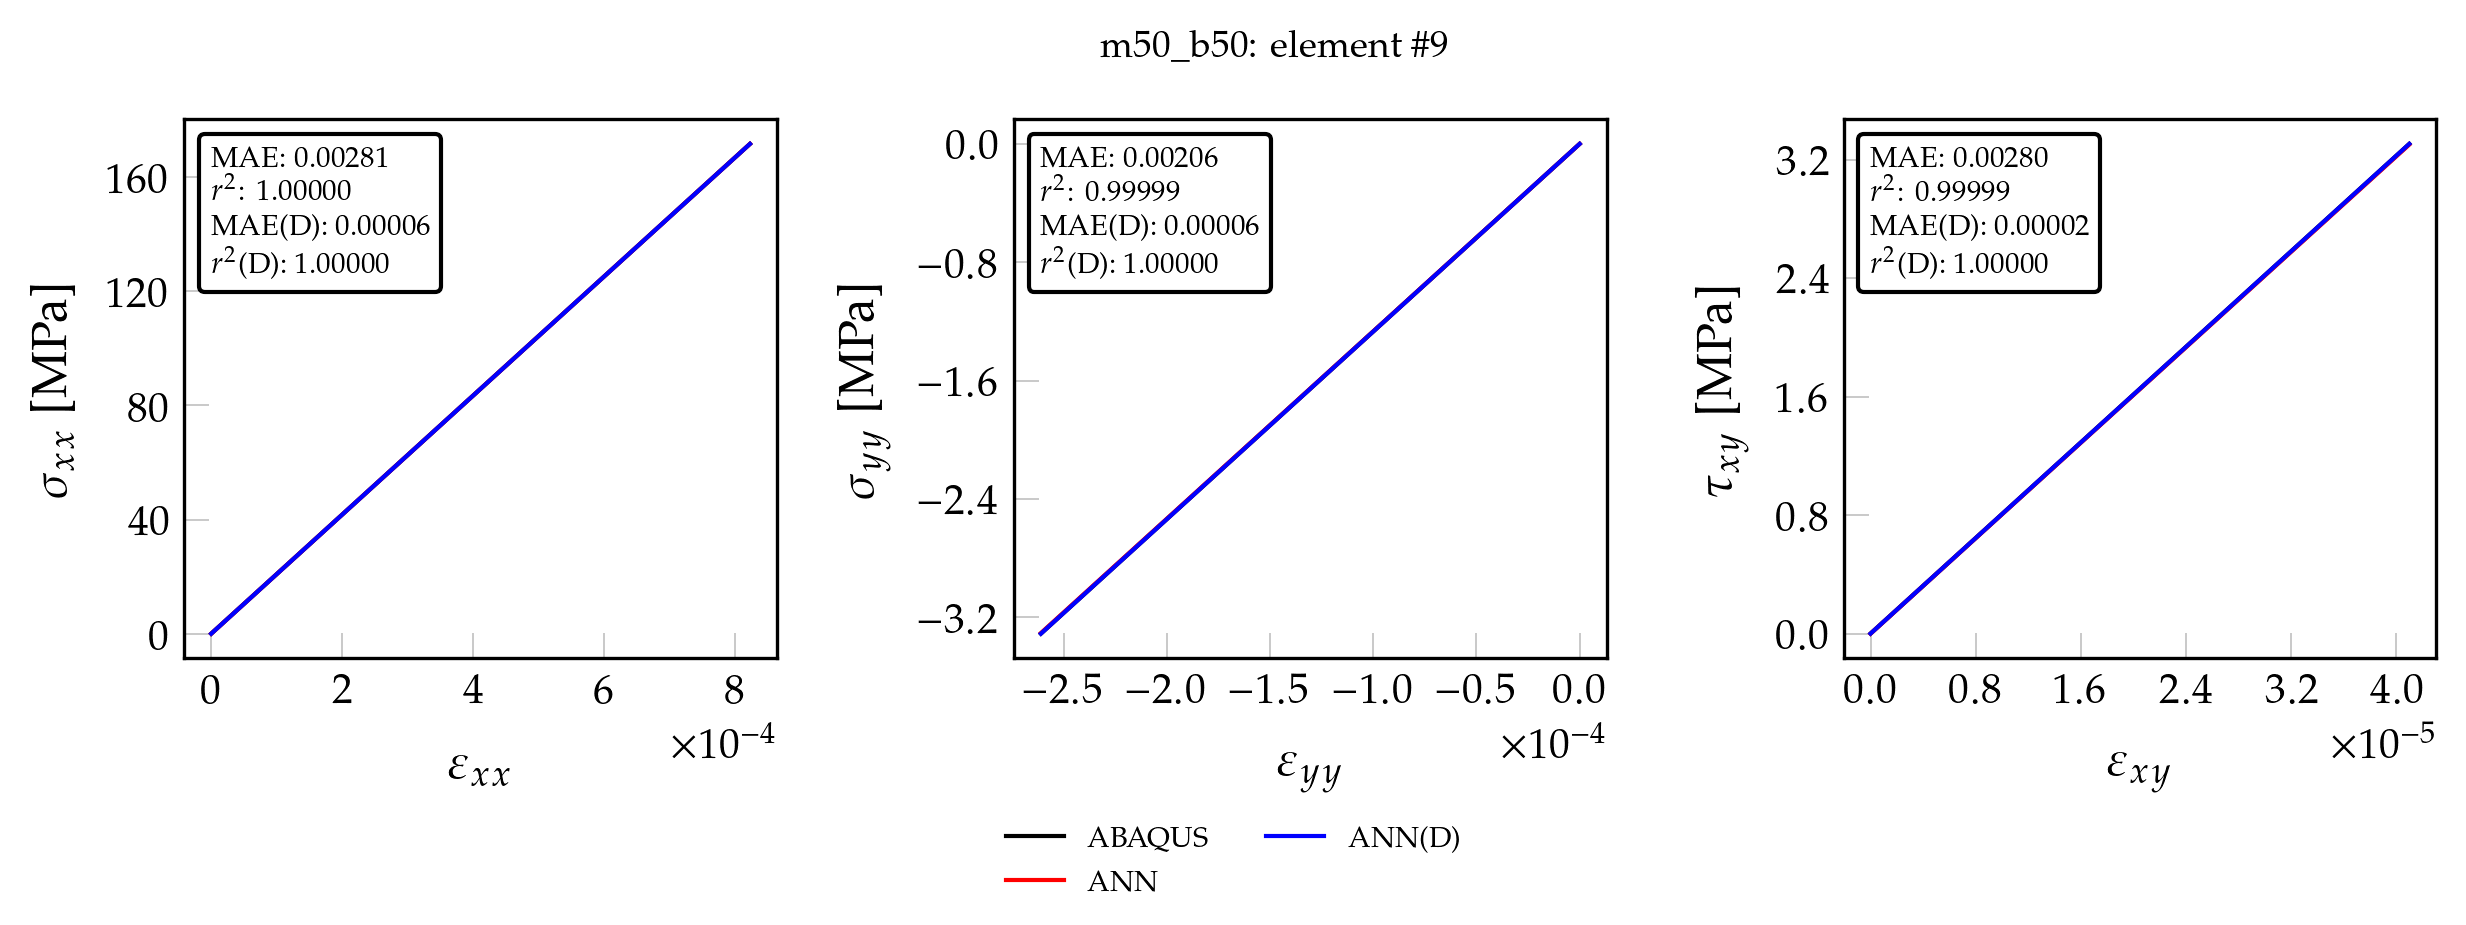 m50_b50: element #9
MAE: 0.00281
r²: 1.00000
MAE(D): 0.00006
r²(D): 1.00000
160
120
80
40
0
σxx [MPa]
0 2 4 6 8
×10⁻⁴
εxx
MAE: 0.00206
r²: 0.99999
MAE(D): 0.00006
r²(D): 1.00000
0.0
−0.8
−1.6
−2.4
−3.2
σyy [MPa]
−2.5 −2.0 −1.5 −1.0 −0.5 0.0
×10⁻⁴
εyy
MAE: 0.00280
r²: 0.99999
MAE(D): 0.00002
r²(D): 1.00000
3.2
2.4
1.6
0.8
0.0
τxy [MPa]
0.0 0.8 1.6 2.4 3.2 4.0
×10⁻⁵
εxy
ABAQUS
ANN
ANN(D)